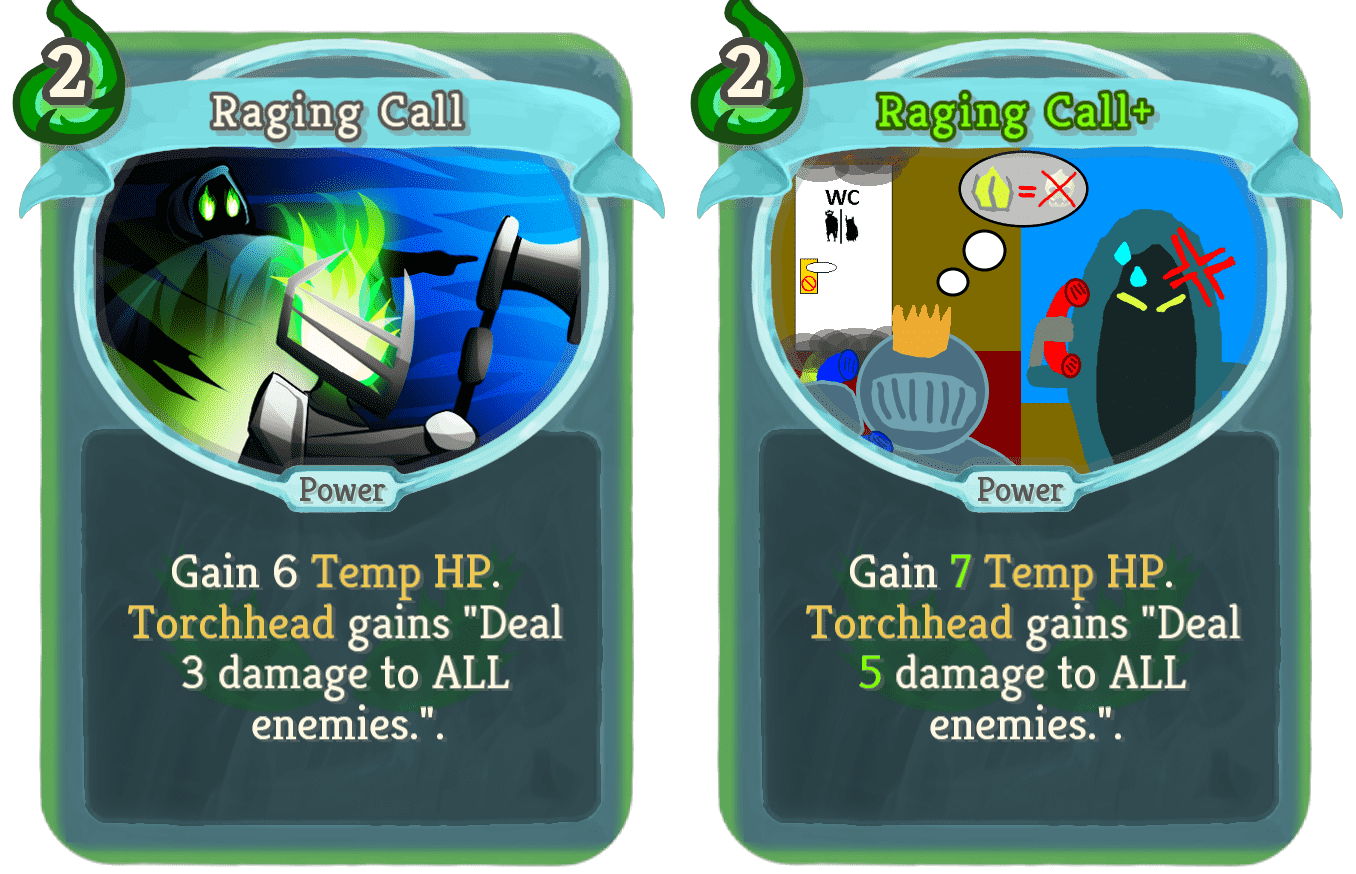 2
Raging Call
Power
Gain 6 Temp HP.
Torchhead gains "Deal
3 damage to ALL
enemies.".
2
Raging Call+
WC
=
Power
Gain 7 Temp HP.
Torchhead gains "Deal
5 damage to ALL
enemies.".